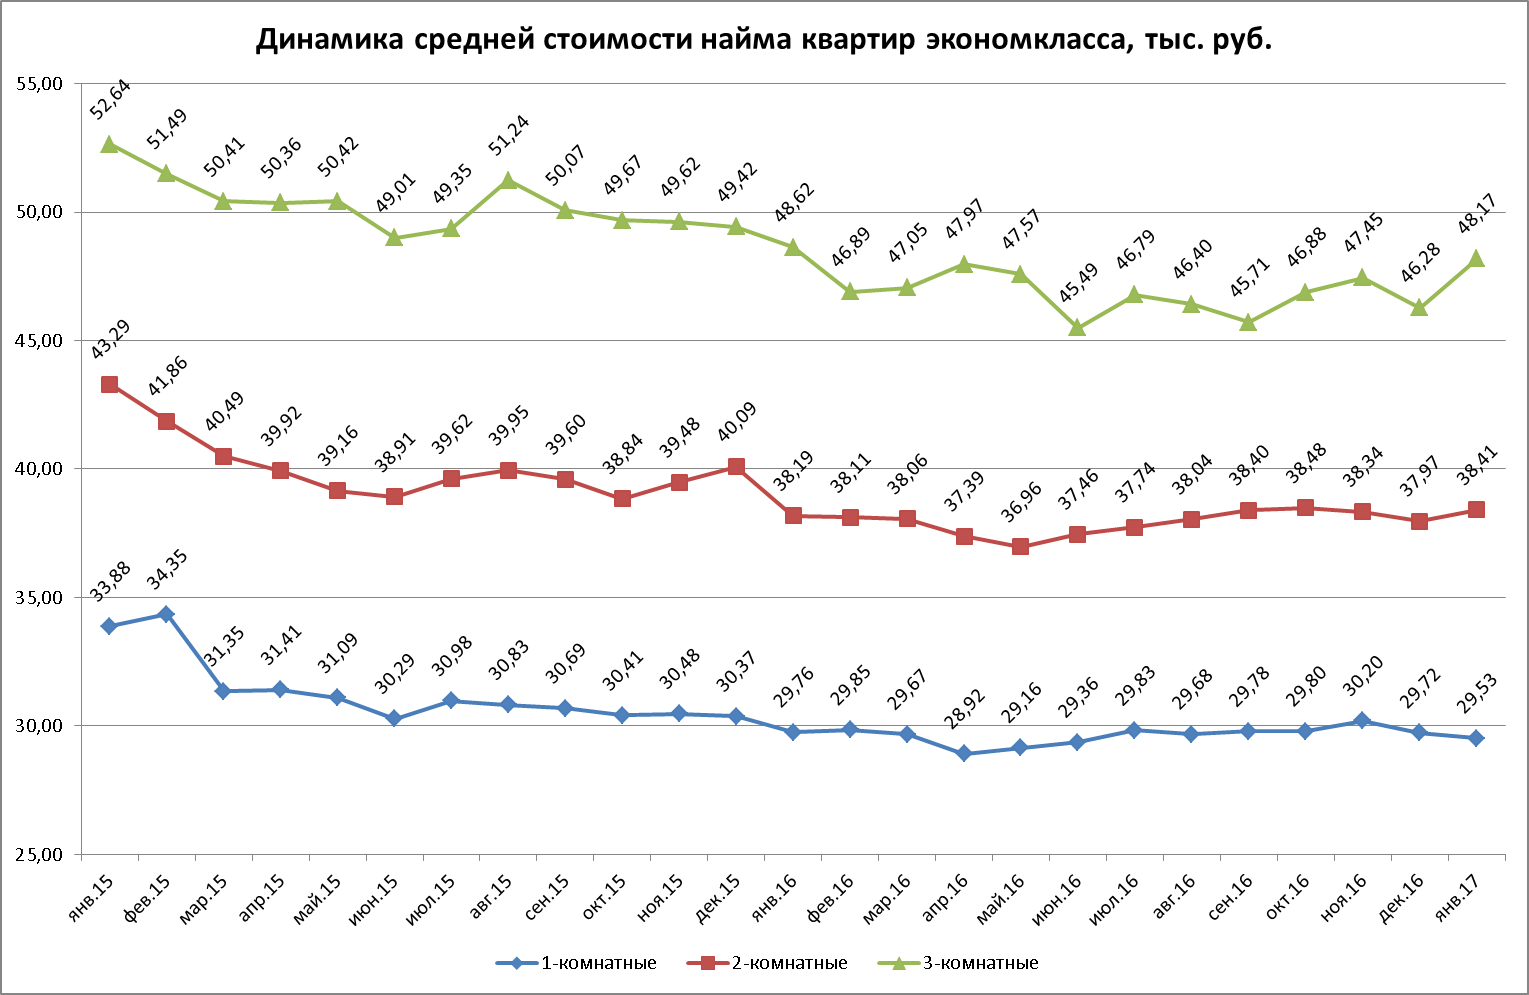 Динамика средней стоимости найма квартир экономкласса, тыс. руб.
55,00
50,00
45,00
40,00
35,00
30,00
25,00
52,64
51,49
50,41
50,36
50,42
49,01
49,35
51,24
50,07
49,67
49,62
49,42
48,62
46,89
47,05
47,97
47,57
45,49
46,79
46,40
45,71
46,88
47,45
46,28
48,17
43,29
41,86
40,49
39,92
39,16
38,91
39,62
39,95
39,60
38,84
39,48
40,09
38,19
38,11
38,06
37,39
36,96
37,46
37,74
38,04
38,40
38,48
38,34
37,97
38,41
33,88
34,35
31,35
31,41
31,09
30,29
30,98
30,83
30,69
30,41
30,48
30,37
29,76
29,85
29,67
28,92
29,16
29,36
29,83
29,68
29,78
29,80
30,20
29,72
29,53
янв.15
фев.15
мар.15
апр.15
май.15
июн.15
июл.15
авг.15
сен.15
окт.15
ноя.15
дек.15
янв.16
фев.16
мар.16
апр.16
май.16
июн.16
июл.16
авг.16
сен.16
окт.16
ноя.16
дек.16
янв.17
1-комнатные
2-комнатные
3-комнатные